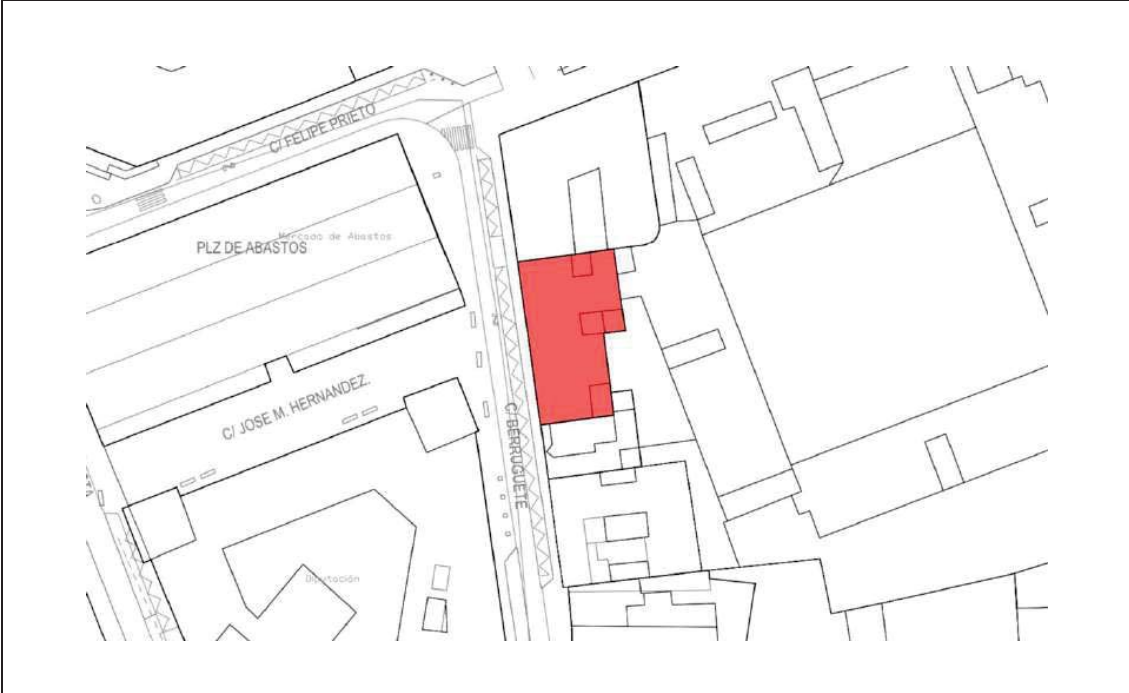 C/ FELIPE PRIETO
Mercado de Abastos
PLZ DE ABASTOS
C/ JOSE M. HERNANDEZ.
C/ BERRUGUETE
Diputación